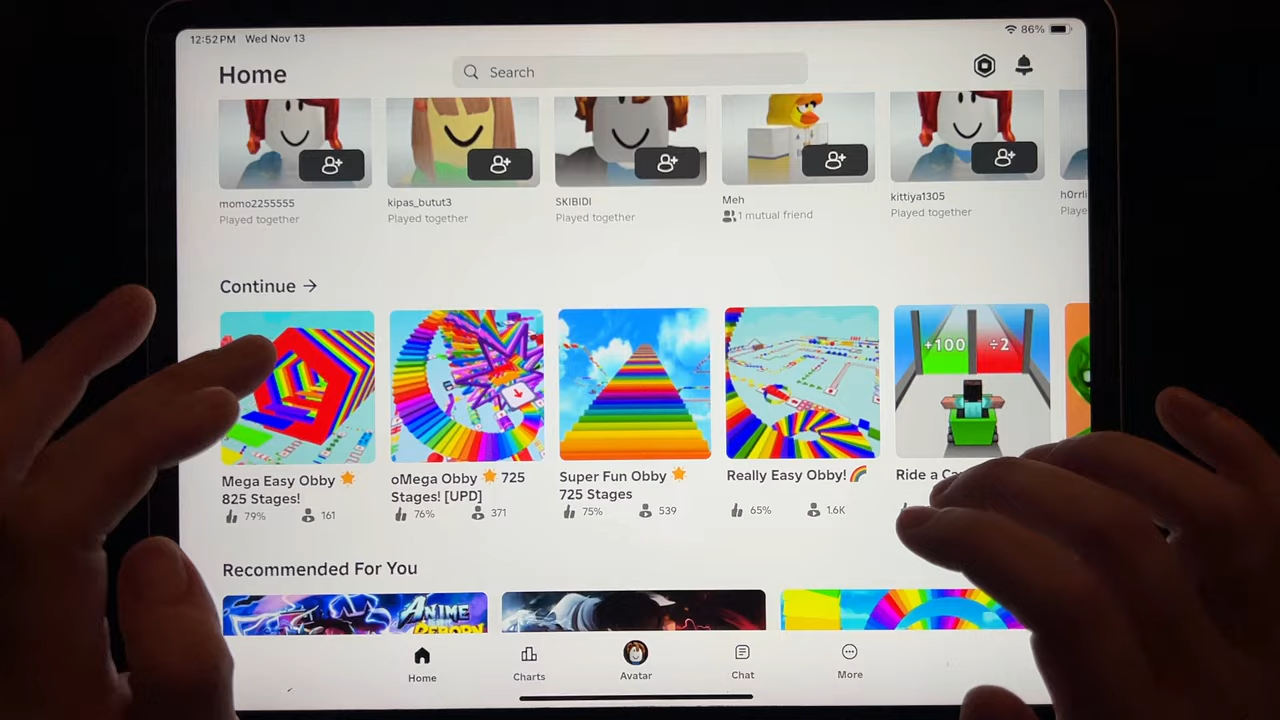 12:52 PM Wed Nov 13
86%
Home
Search
momo2255555
Played together
kipas_butut3
Played together
SKIBIDI
Played together
Meh
1 mutual friend
kittiya1305
Played together
Continue →
+100
÷2
Mega Easy Obby ⭐
825 Stages!
79% 161
oMega Obby ⭐ 725
Stages! [UPD]
76% 371
Super Fun Obby ⭐
725 Stages
75% 539
Really Easy Obby! 🌈
65% 1.6K
Ride a
Recommended For You
ANIME
REBORN
Home
Charts
Avatar
Chat
More